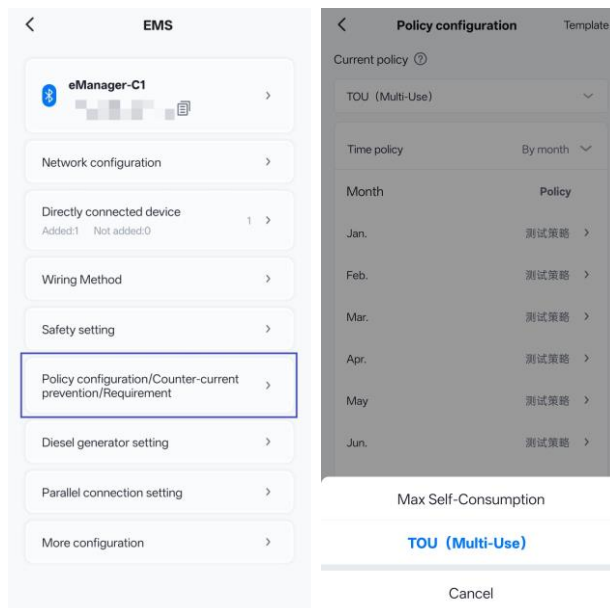 EMS
eManager-C1
Network configuration
Directly connected device
Added:1 Not added:0
1
Wiring Method
Safety setting
Policy configuration/Counter-current
prevention/Requirement
Diesel generator setting
Parallel connection setting
More configuration
Policy configuration Template
Current policy ?
TOU（Multi-Use）
Time policy By month
Month Policy
Jan. 测试策略
Feb. 测试策略
Mar. 测试策略
Apr. 测试策略
May 测试策略
Jun. 测试策略
Max Self-Consumption
TOU（Multi-Use）
Cancel